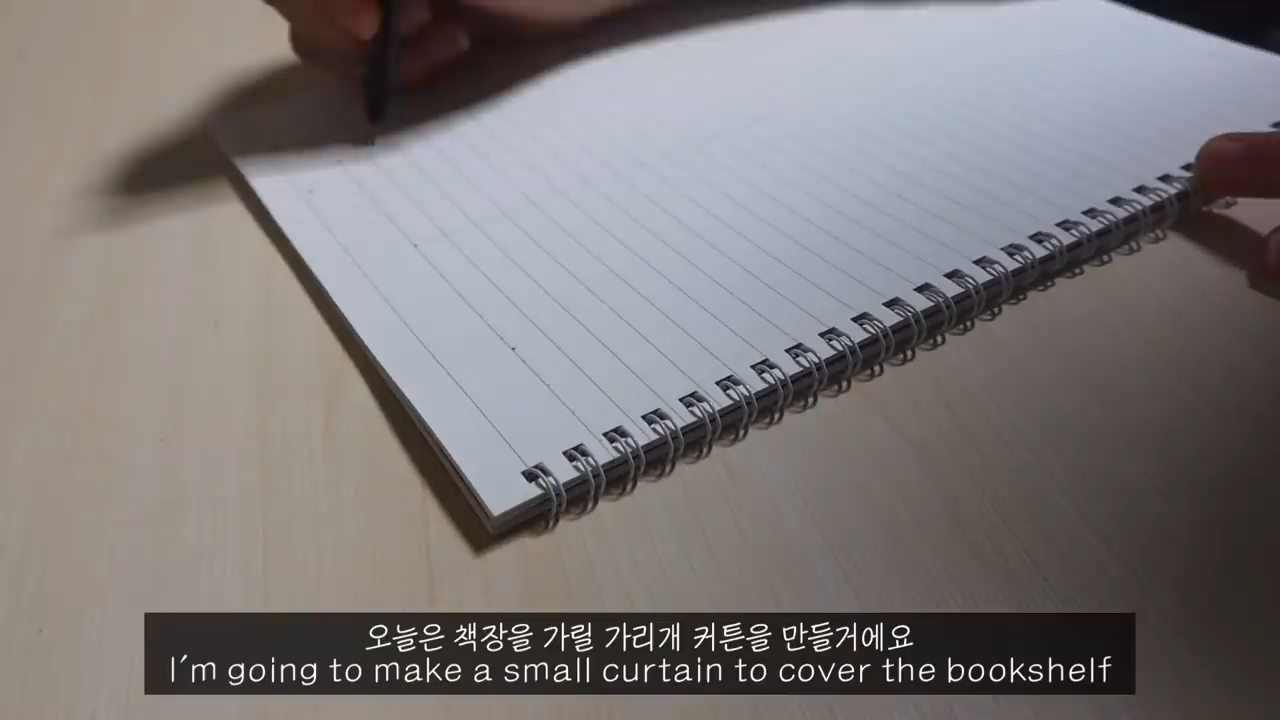 오늘은 책장을 가릴 가리개 커튼을 만들거에요
I´m going to make a small curtain to cover the bookshelf